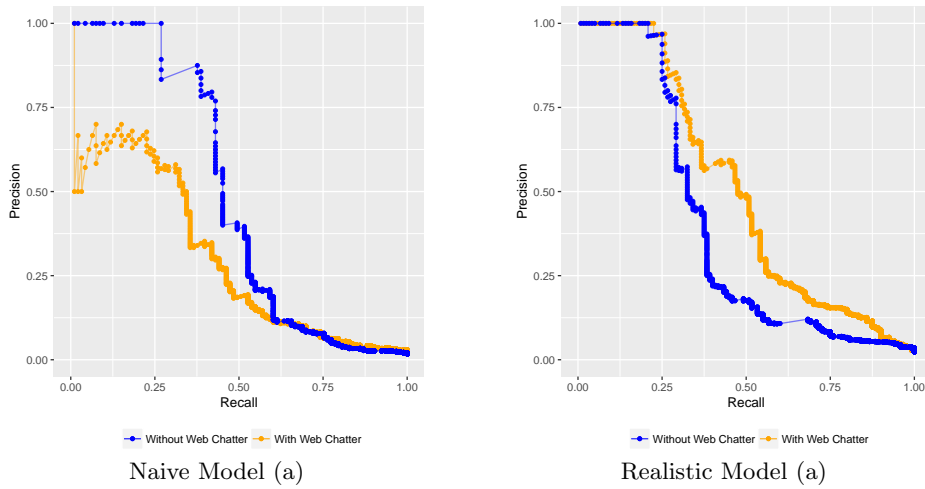 1.00
0.75
0.50
0.25
0.00
Precision
0.00 0.25 0.50 0.75 1.00
Recall
Without Web Chatter With Web Chatter
Naive Model (a)
1.00
0.75
0.50
0.25
0.00
Precision
0.00 0.25 0.50 0.75 1.00
Recall
Without Web Chatter With Web Chatter
Realistic Model (a)